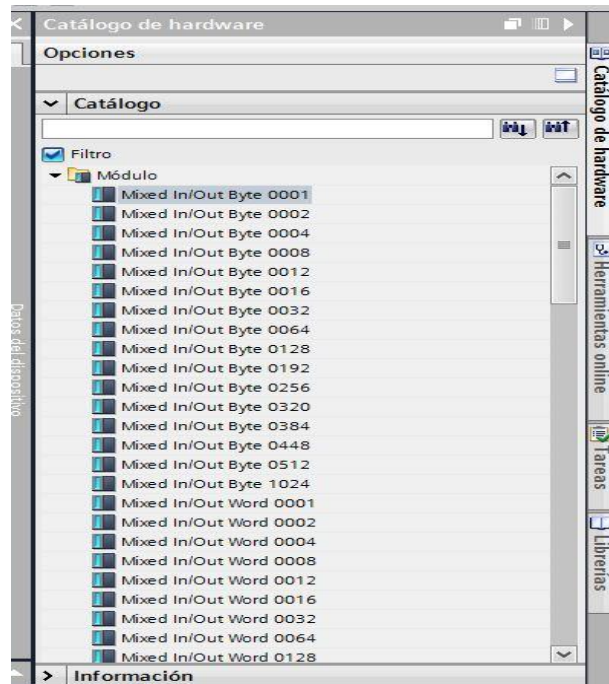 Catálogo de hardware
Opciones
Catálogo
Filtro
Módulo
Mixed In/Out Byte 0001
Mixed In/Out Byte 0002
Mixed In/Out Byte 0004
Mixed In/Out Byte 0008
Mixed In/Out Byte 0012
Mixed In/Out Byte 0016
Mixed In/Out Byte 0032
Mixed In/Out Byte 0064
Mixed In/Out Byte 0128
Mixed In/Out Byte 0192
Mixed In/Out Byte 0256
Mixed In/Out Byte 0320
Mixed In/Out Byte 0384
Mixed In/Out Byte 0448
Mixed In/Out Byte 0512
Mixed In/Out Byte 1024
Mixed In/Out Word 0001
Mixed In/Out Word 0002
Mixed In/Out Word 0004
Mixed In/Out Word 0008
Mixed In/Out Word 0012
Mixed In/Out Word 0016
Mixed In/Out Word 0032
Mixed In/Out Word 0064
Mixed In/Out Word 0128
Información
Datos del dispositivo
Catálogo de hardware
Herramientas online
Tareas
Librerías